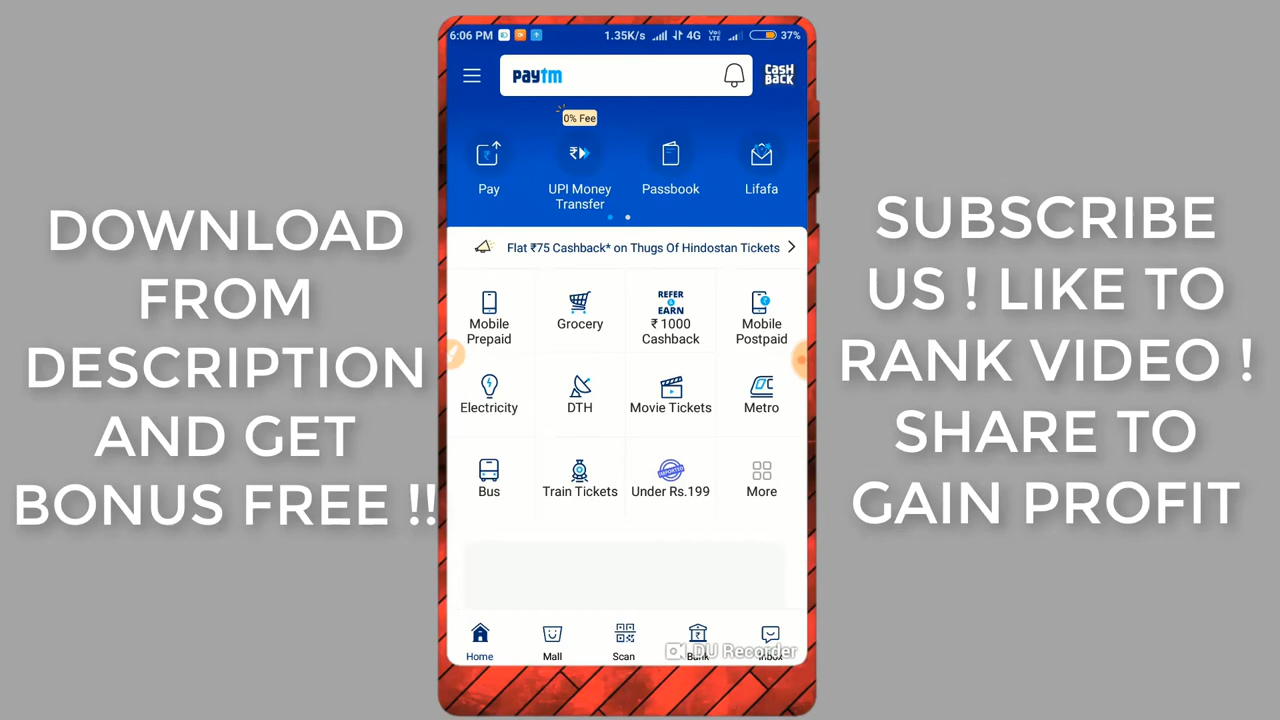 6:06 PM
1.35K/s
4G
Vo)
LTE
37%
paytm
CASH
BACK
0% Fee
Pay
UPI Money
Transfer
Passbook
Lifafa
Flat ₹75 Cashback* on Thugs Of Hindostan Tickets
Mobile
Prepaid
Grocery
REFER
EARN
₹ 1000
Cashback
Mobile
Postpaid
Electricity
DTH
Movie Tickets
Metro
Bus
Train Tickets
IMPORTED
Under Rs.199
More
Home
Mall
Scan
Bank
Inbox
DU Recorder
DOWNLOAD
FROM
DESCRIPTION
AND GET
BONUS FREE !!
SUBSCRIBE
US ! LIKE TO
RANK VIDEO !
SHARE TO
GAIN PROFIT